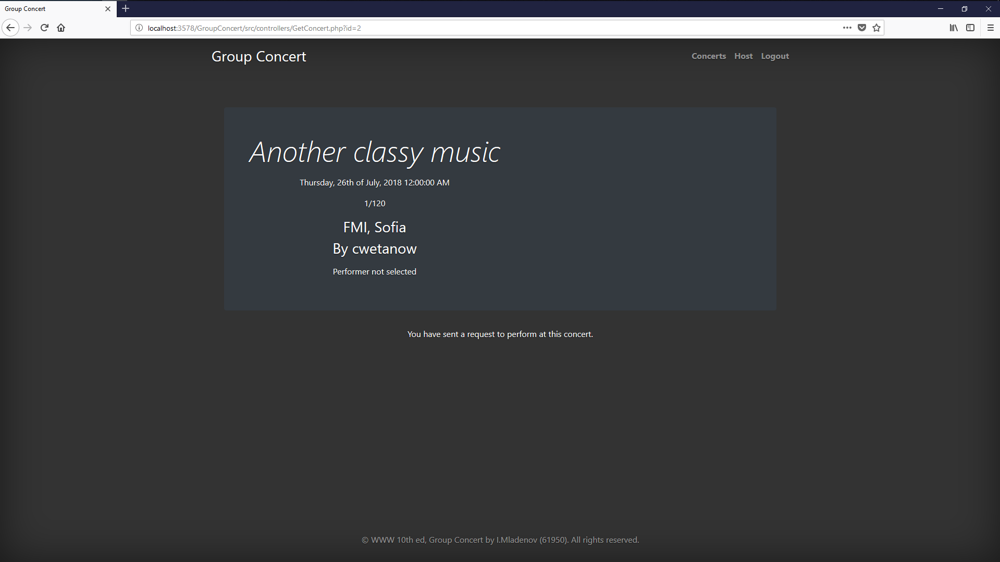 Group Concert
localhost:3578/GroupConcert/src/controllers/GetConcert.php?id=2
Group Concert
Concerts Host Logout
Another classy music
Thursday, 26th of July, 2018 12:00:00 AM
1/120
FMI, Sofia
By cwetanow
Performer not selected
You have sent a request to perform at this concert.
© WWW 10th ed, Group Concert by I.Mladenov (61950). All rights reserved.